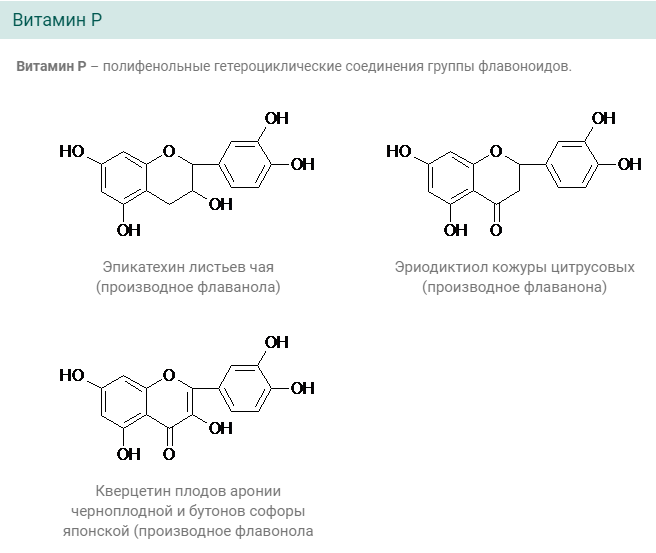 Витамин P
Витамин P – полифенольные гетероциклические соединения группы флавоноидов.
OH
HO
O
OH
OH
OH
Эпикатехин листьев чая
(производное флаванола)
OH
HO
O
OH
OH
O
Эриодиктиол кожуры цитрусовых
(производное флаванона)
OH
HO
O
OH
OH
OH
O
Кверцетин плодов аронии
черноплодной и бутонов софоры
японской (производное флавонола